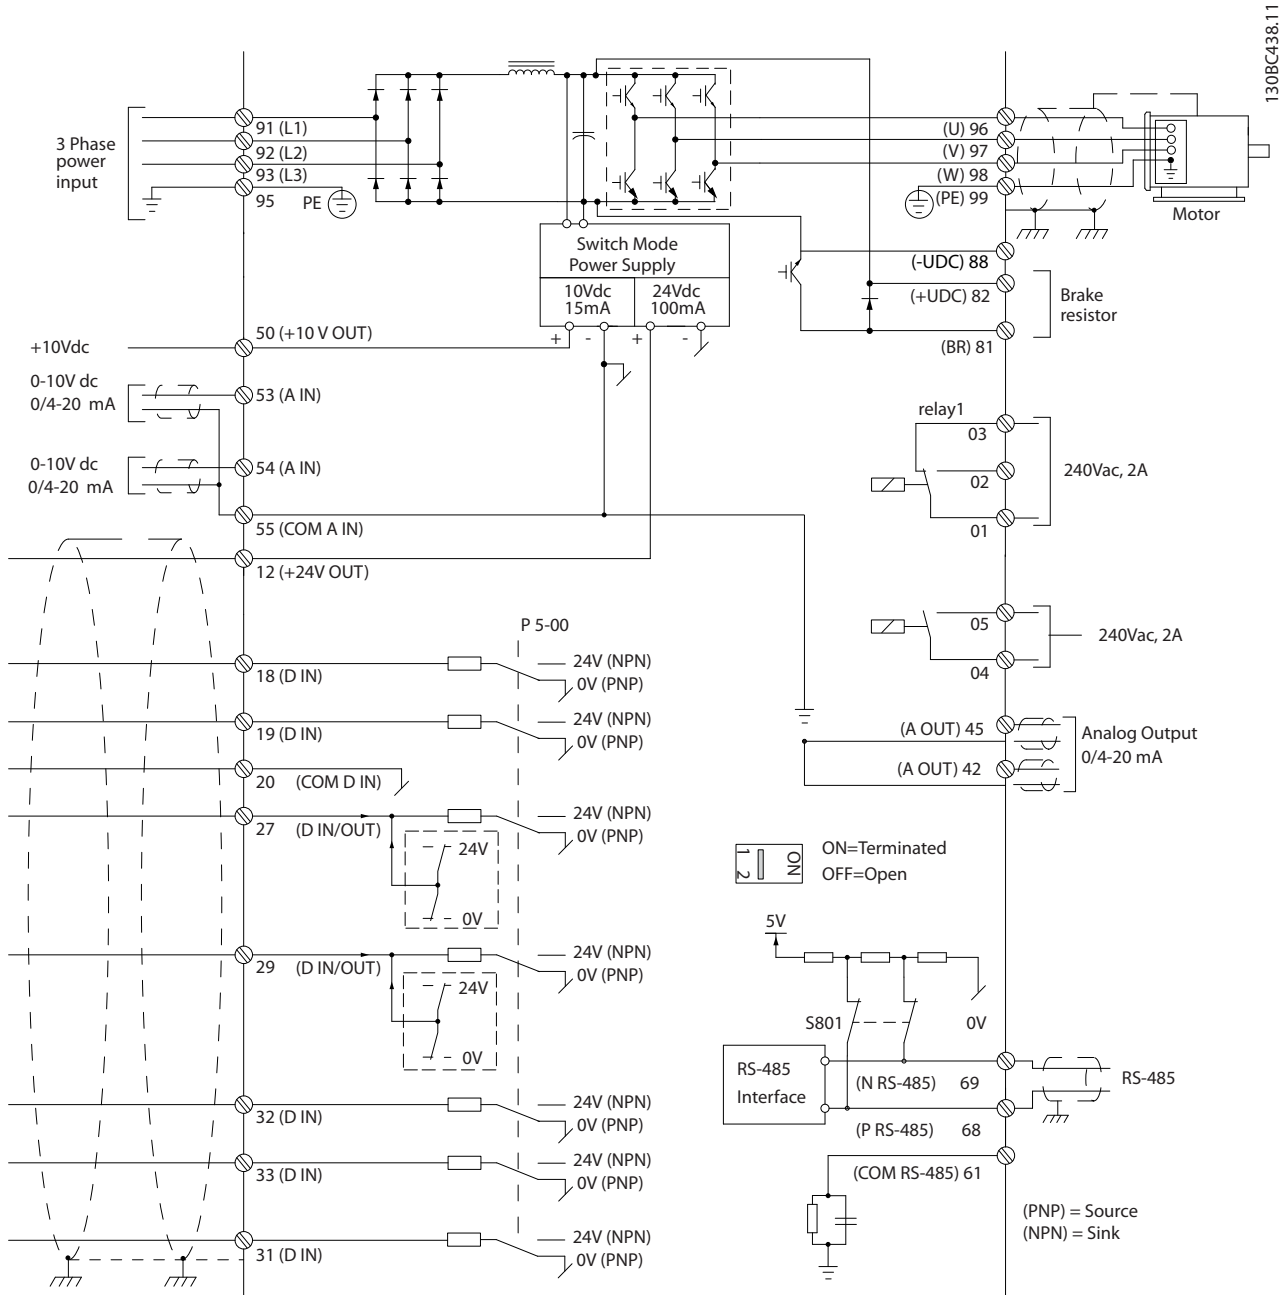 130BC438.11
3 Phase
power
input
91 (L1)
92 (L2)
93 (L3)
95 PE
(U) 96
(V) 97
(W) 98
(PE) 99
Motor
Switch Mode
Power Supply
10Vdc
15mA
24Vdc
100mA
+ - + -
(-UDC) 88
(+UDC) 82
(BR) 81
Brake
resistor
+10Vdc
50 (+10 V OUT)
0-10V dc
0/4-20 mA
53 (A IN)
0-10V dc
0/4-20 mA
54 (A IN)
55 (COM A IN)
12 (+24V OUT)
relay1
03
02
01
240Vac, 2A
05
04
240Vac, 2A
P 5-00
18 (D IN)
24V (NPN)
0V (PNP)
19 (D IN)
24V (NPN)
0V (PNP)
20 (COM D IN)
27 (D IN/OUT)
24V (NPN)
0V (PNP)
24V
0V
29 (D IN/OUT)
24V (NPN)
0V (PNP)
24V
0V
32 (D IN)
24V (NPN)
0V (PNP)
33 (D IN)
24V (NPN)
0V (PNP)
31 (D IN)
24V (NPN)
0V (PNP)
(A OUT) 45
(A OUT) 42
Analog Output
0/4-20 mA
1 2 ON
ON=Terminated
OFF=Open
5V
S801
0V
RS-485
Interface
(N RS-485) 69
(P RS-485) 68
RS-485
(COM RS-485) 61
(PNP) = Source
(NPN) = Sink